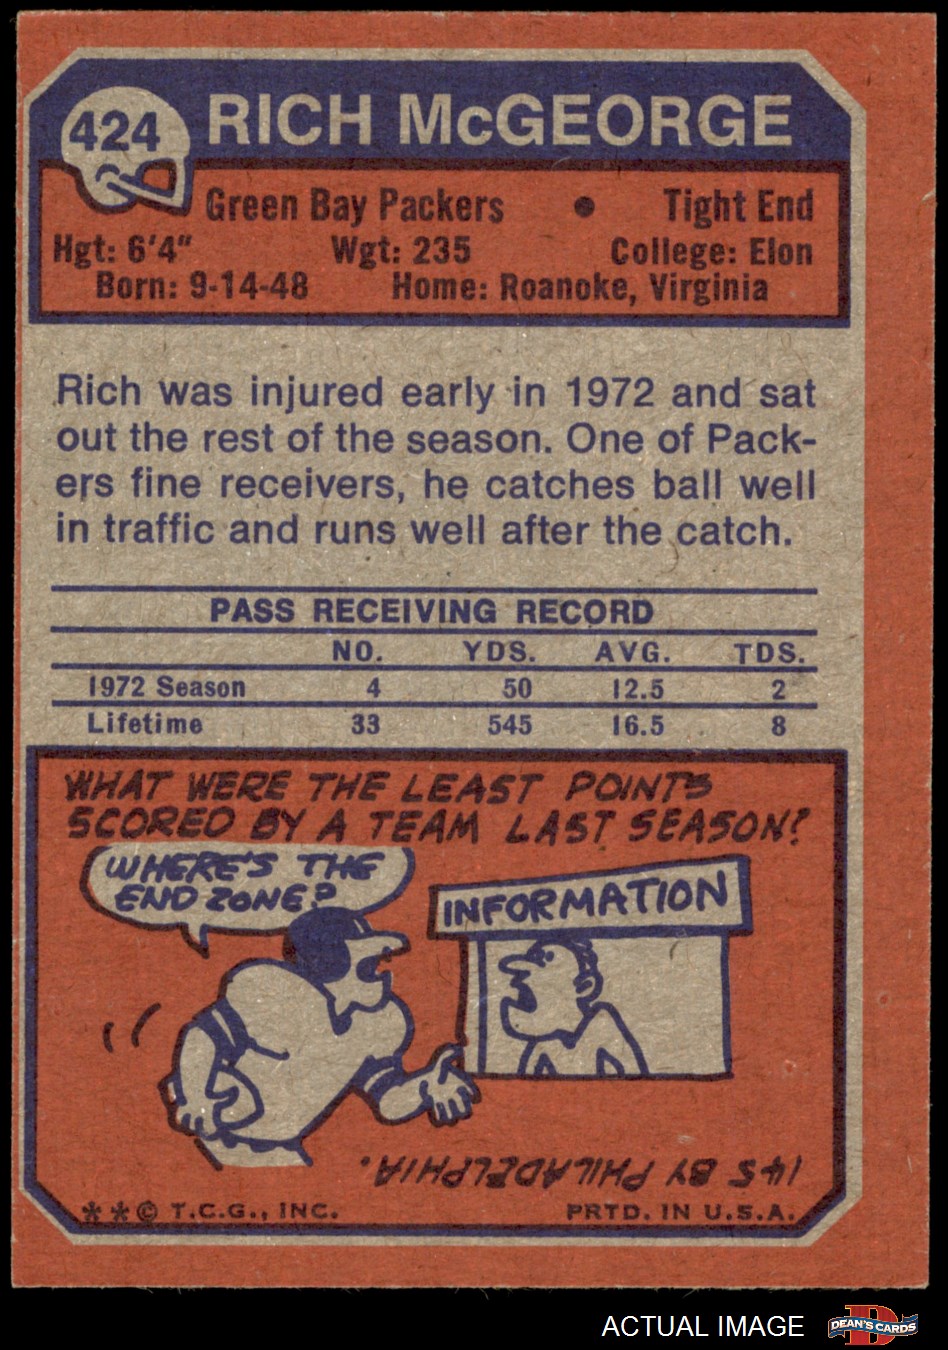 424
RICH McGEORGE
Green Bay Packers • Tight End
Hgt: 6'4" Wgt: 235 College: Elon
Born: 9-14-48 Home: Roanoke, Virginia
Rich was injured early in 1972 and sat
out the rest of the season. One of Pack-
ers fine receivers, he catches ball well
in traffic and runs well after the catch.
PASS RECEIVING RECORD
NO. YDS. AVG. TDS.
1972 Season 4 50 12.5 2
Lifetime 33 545 16.5 8
WHAT WERE THE LEAST POINTS
SCORED BY A TEAM LAST SEASON?
WHERE'S THE
END ZONE?
INFORMATION
145 BY PHILADELPHIA.
** © T.C.G., INC. PRTD. IN U.S.A.
ACTUAL IMAGE
D
DEAN'S CARDS